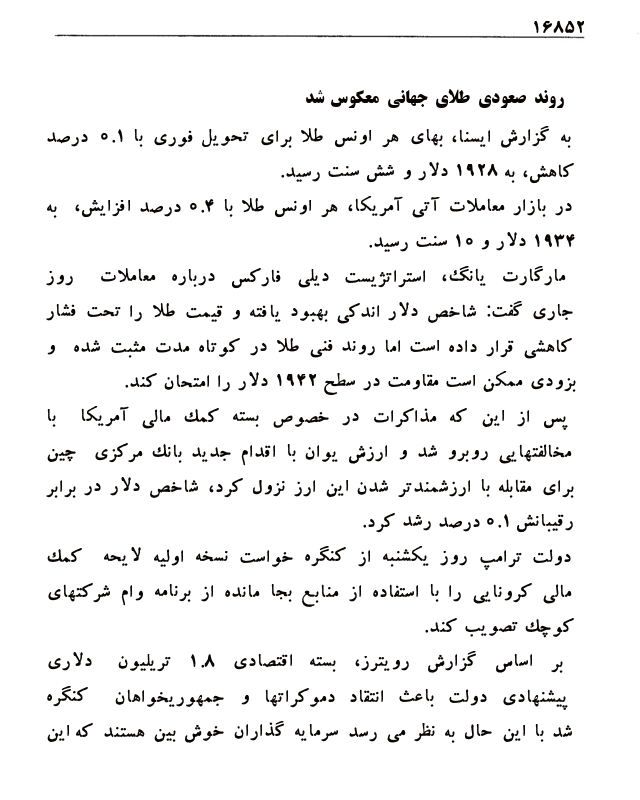 ۱۶۸۵۲
روند صعودی طلای جهانی معکوس شد
به گزارش ایسنا، بهای هر اونس طلا برای تحویل فوری با ۰.۱ درصد
کاهش، به ۱۹۲۸ دلار و شش سنت رسید.
در بازار معاملات آتی آمریکا، هر اونس طلا با ۰.۴ درصد افزایش، به
۱۹۳۴ دلار و ۱۰ سنت رسید.
مارگارت یانگ، استراتژیست دیلی فارکس درباره معاملات روز
جاری گفت: شاخص دلار اندکی بهبود یافته و قیمت طلا را تحت فشار
کاهشی قرار داده است اما روند فنی طلا در کوتاه مدت مثبت شده و
بزودی ممکن است مقاومت در سطح ۱۹۴۲ دلار را امتحان کند.
پس از این که مذاکرات در خصوص بسته کمك مالی آمریکا با
مخالفتهایی روبرو شد و ارزش یوان با اقدام جدید بانك مرکزی چین
برای مقابله با ارزشمندتر شدن این ارز نزول کرد، شاخص دلار در برابر
رقیبانش ۰.۱ درصد رشد کرد.
دولت ترامپ روز یکشنبه از کنگره خواست نسخه اولیه لایحه کمك
مالی کرونایی را با استفاده از منابع بجا مانده از برنامه وام شرکتهای
کوچك تصویب کند.
بر اساس گزارش رویترز، بسته اقتصادی ۱.۸ تریلیون دلاری
پیشنهادی دولت باعث انتقاد دموکراتها و جمهوریخواهان کنگره
شد با این حال به نظر می رسد سرمایه گذاران خوش بین هستند که این